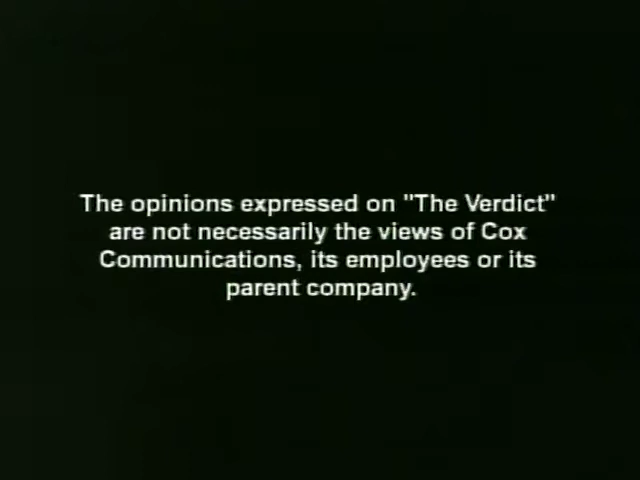 The opinions expressed on "The Verdict"
are not necessarily the views of Cox
Communications, its employees or its
parent company.